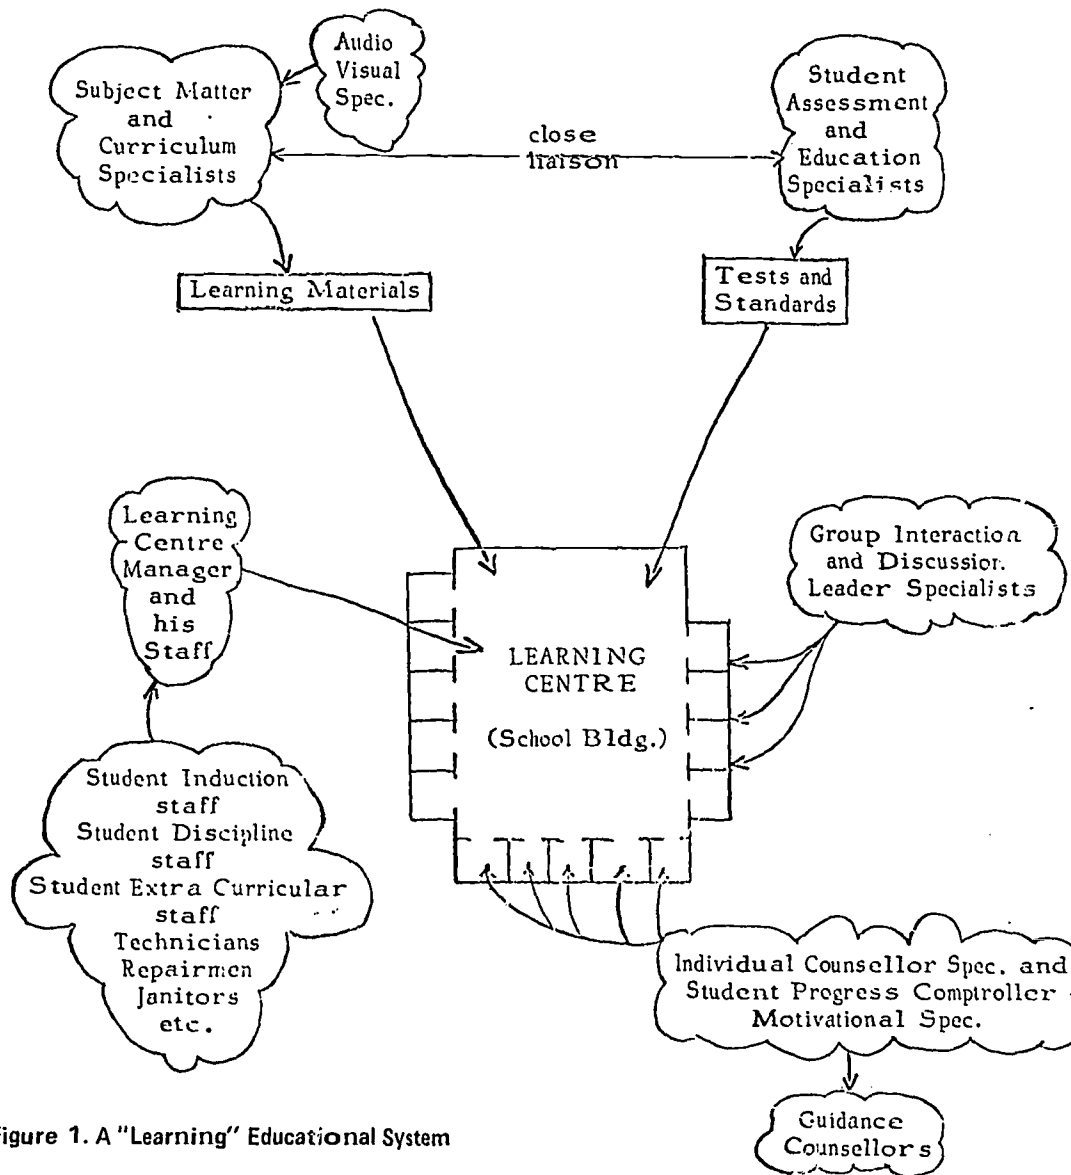 Audio
Visual
Spec.
Subject Matter
and
Curriculum
Specialists
close
liaison
Student
Assessment
and
Education
Specialists
Learning Materials
Tests and
Standards
Learning
Centre
Manager
and
his
Staff
Group Interaction
and Discussion
Leader Specialists
LEARNING
CENTRE
(School Bldg.)
Student Induction
staff
Student Discipline
staff
Student Extra Curricular
staff
Technicians
Repairmen
Janitors
etc.
Individual Counsellor Spec. and
Student Progress Comptroller -
Motivational Spec.
Guidance
Counsellors
igure 1. A "Learning" Educational System